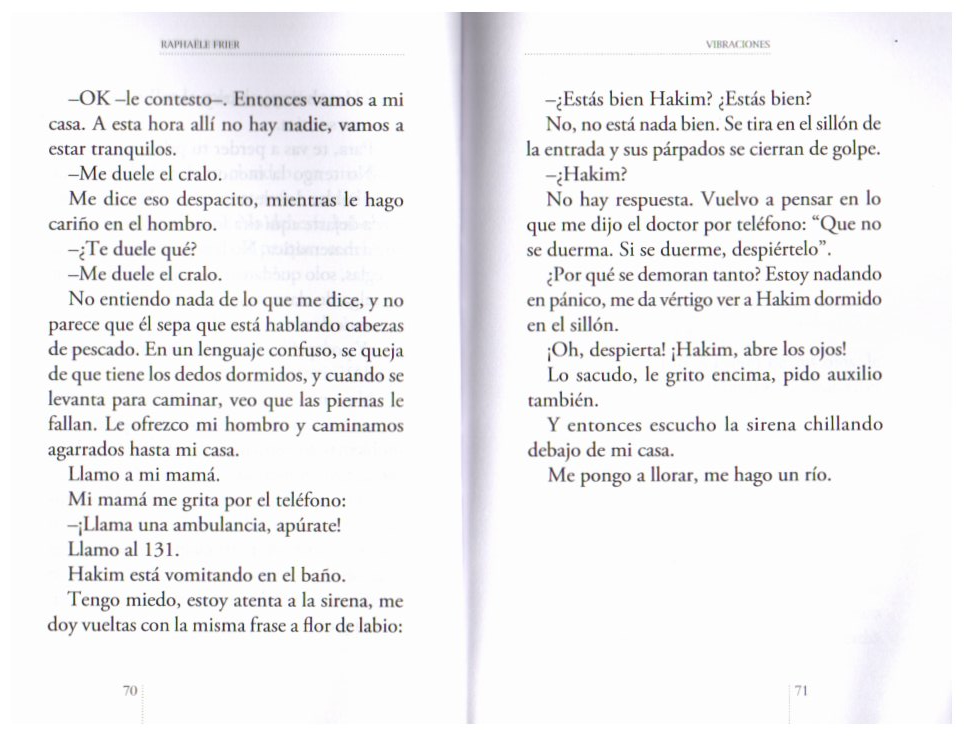 RAPHAËLE FRIER
–OK –le contesto–. Entonces vamos a mi
casa. A esta hora allí no hay nadie, vamos a
estar tranquilos.
–Me duele el cralo.
Me dice eso despacito, mientras le hago
cariño en el hombro.
–¿Te duele qué?
–Me duele el cralo.
No entiendo nada de lo que me dice, y no
parece que él sepa que está hablando cabezas
de pescado. En un lenguaje confuso, se queja
de que tiene los dedos dormidos, y cuando se
levanta para caminar, veo que las piernas le
fallan. Le ofrezco mi hombro y caminamos
agarrados hasta mi casa.
Llamo a mi mamá.
Mi mamá me grita por el teléfono:
–¡Llama una ambulancia, apúrate!
Llamo al 131.
Hakim está vomitando en el baño.
Tengo miedo, estoy atenta a la sirena, me
doy vueltas con la misma frase a flor de labio:
70
VIBRACIONES
–¿Estás bien Hakim? ¿Estás bien?
No, no está nada bien. Se tira en el sillón de
la entrada y sus párpados se cierran de golpe.
–¿Hakim?
No hay respuesta. Vuelvo a pensar en lo
que me dijo el doctor por teléfono: “Que no
se duerma. Si se duerme, despiértelo”.
¿Por qué se demoran tanto? Estoy nadando
en pánico, me da vértigo ver a Hakim dormido
en el sillón.
¡Oh, despierta! ¡Hakim, abre los ojos!
Lo sacudo, le grito encima, pido auxilio
también.
Y entonces escucho la sirena chillando
debajo de mi casa.
Me pongo a llorar, me hago un río.
71